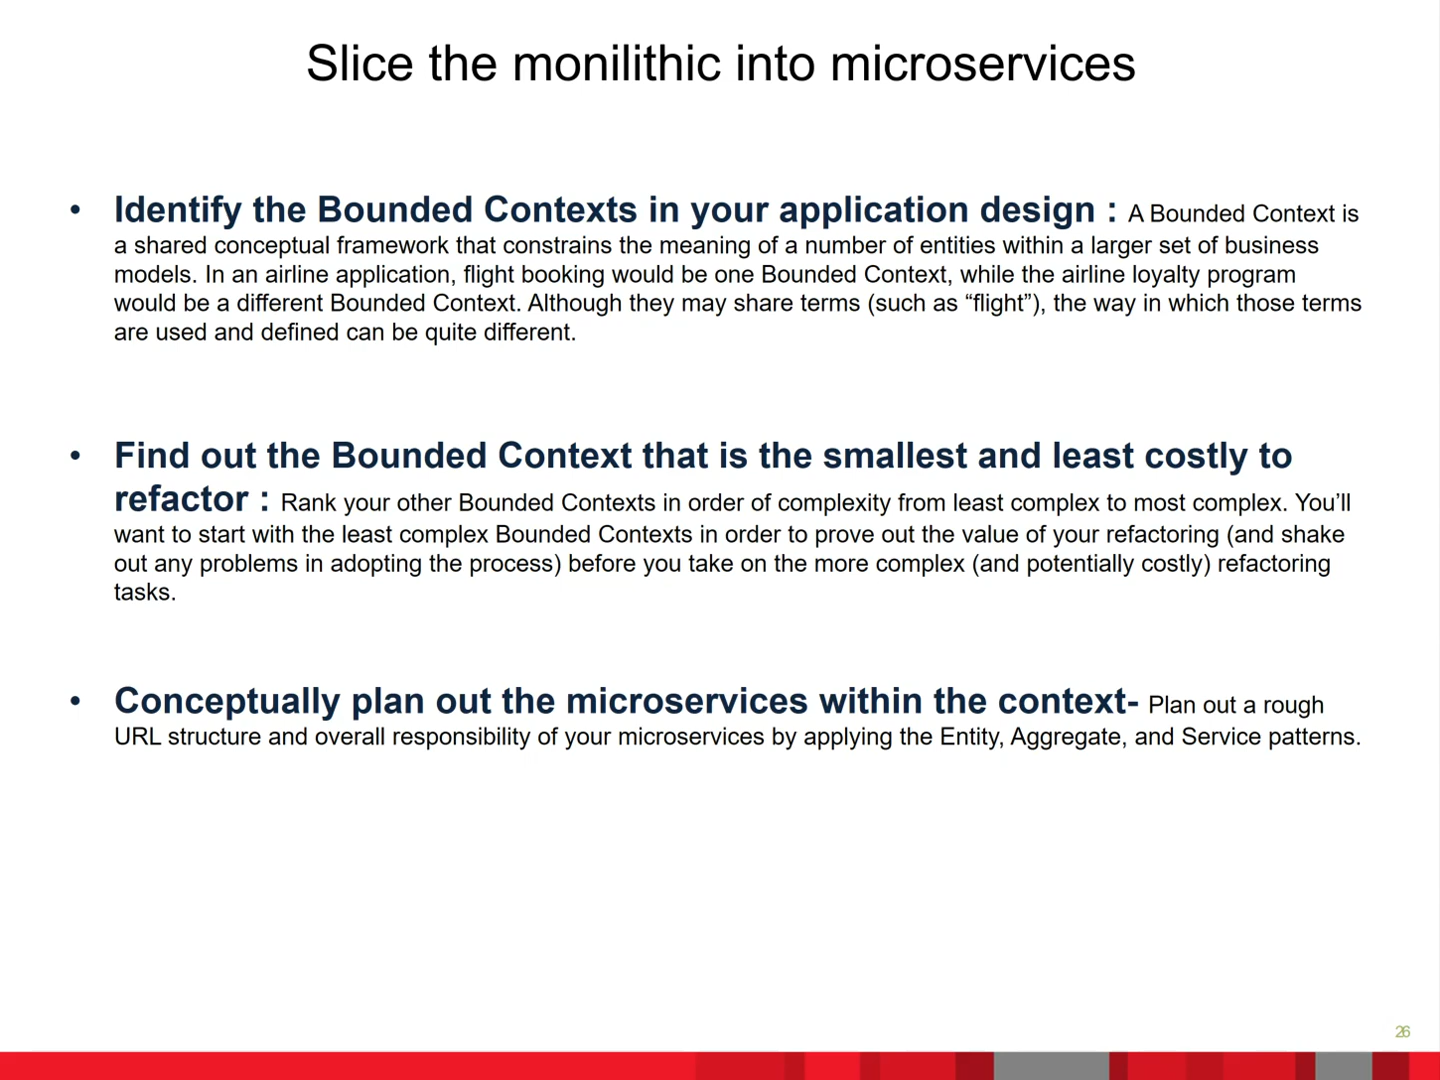 Slice the monilithic into microservices
• Identify the Bounded Contexts in your application design : A Bounded Context is
a shared conceptual framework that constrains the meaning of a number of entities within a larger set of business
models. In an airline application, flight booking would be one Bounded Context, while the airline loyalty program
would be a different Bounded Context. Although they may share terms (such as “flight”), the way in which those terms
are used and defined can be quite different.
• Find out the Bounded Context that is the smallest and least costly to
refactor : Rank your other Bounded Contexts in order of complexity from least complex to most complex. You’ll
want to start with the least complex Bounded Contexts in order to prove out the value of your refactoring (and shake
out any problems in adopting the process) before you take on the more complex (and potentially costly) refactoring
tasks.
• Conceptually plan out the microservices within the context- Plan out a rough
URL structure and overall responsibility of your microservices by applying the Entity, Aggregate, and Service patterns.
26